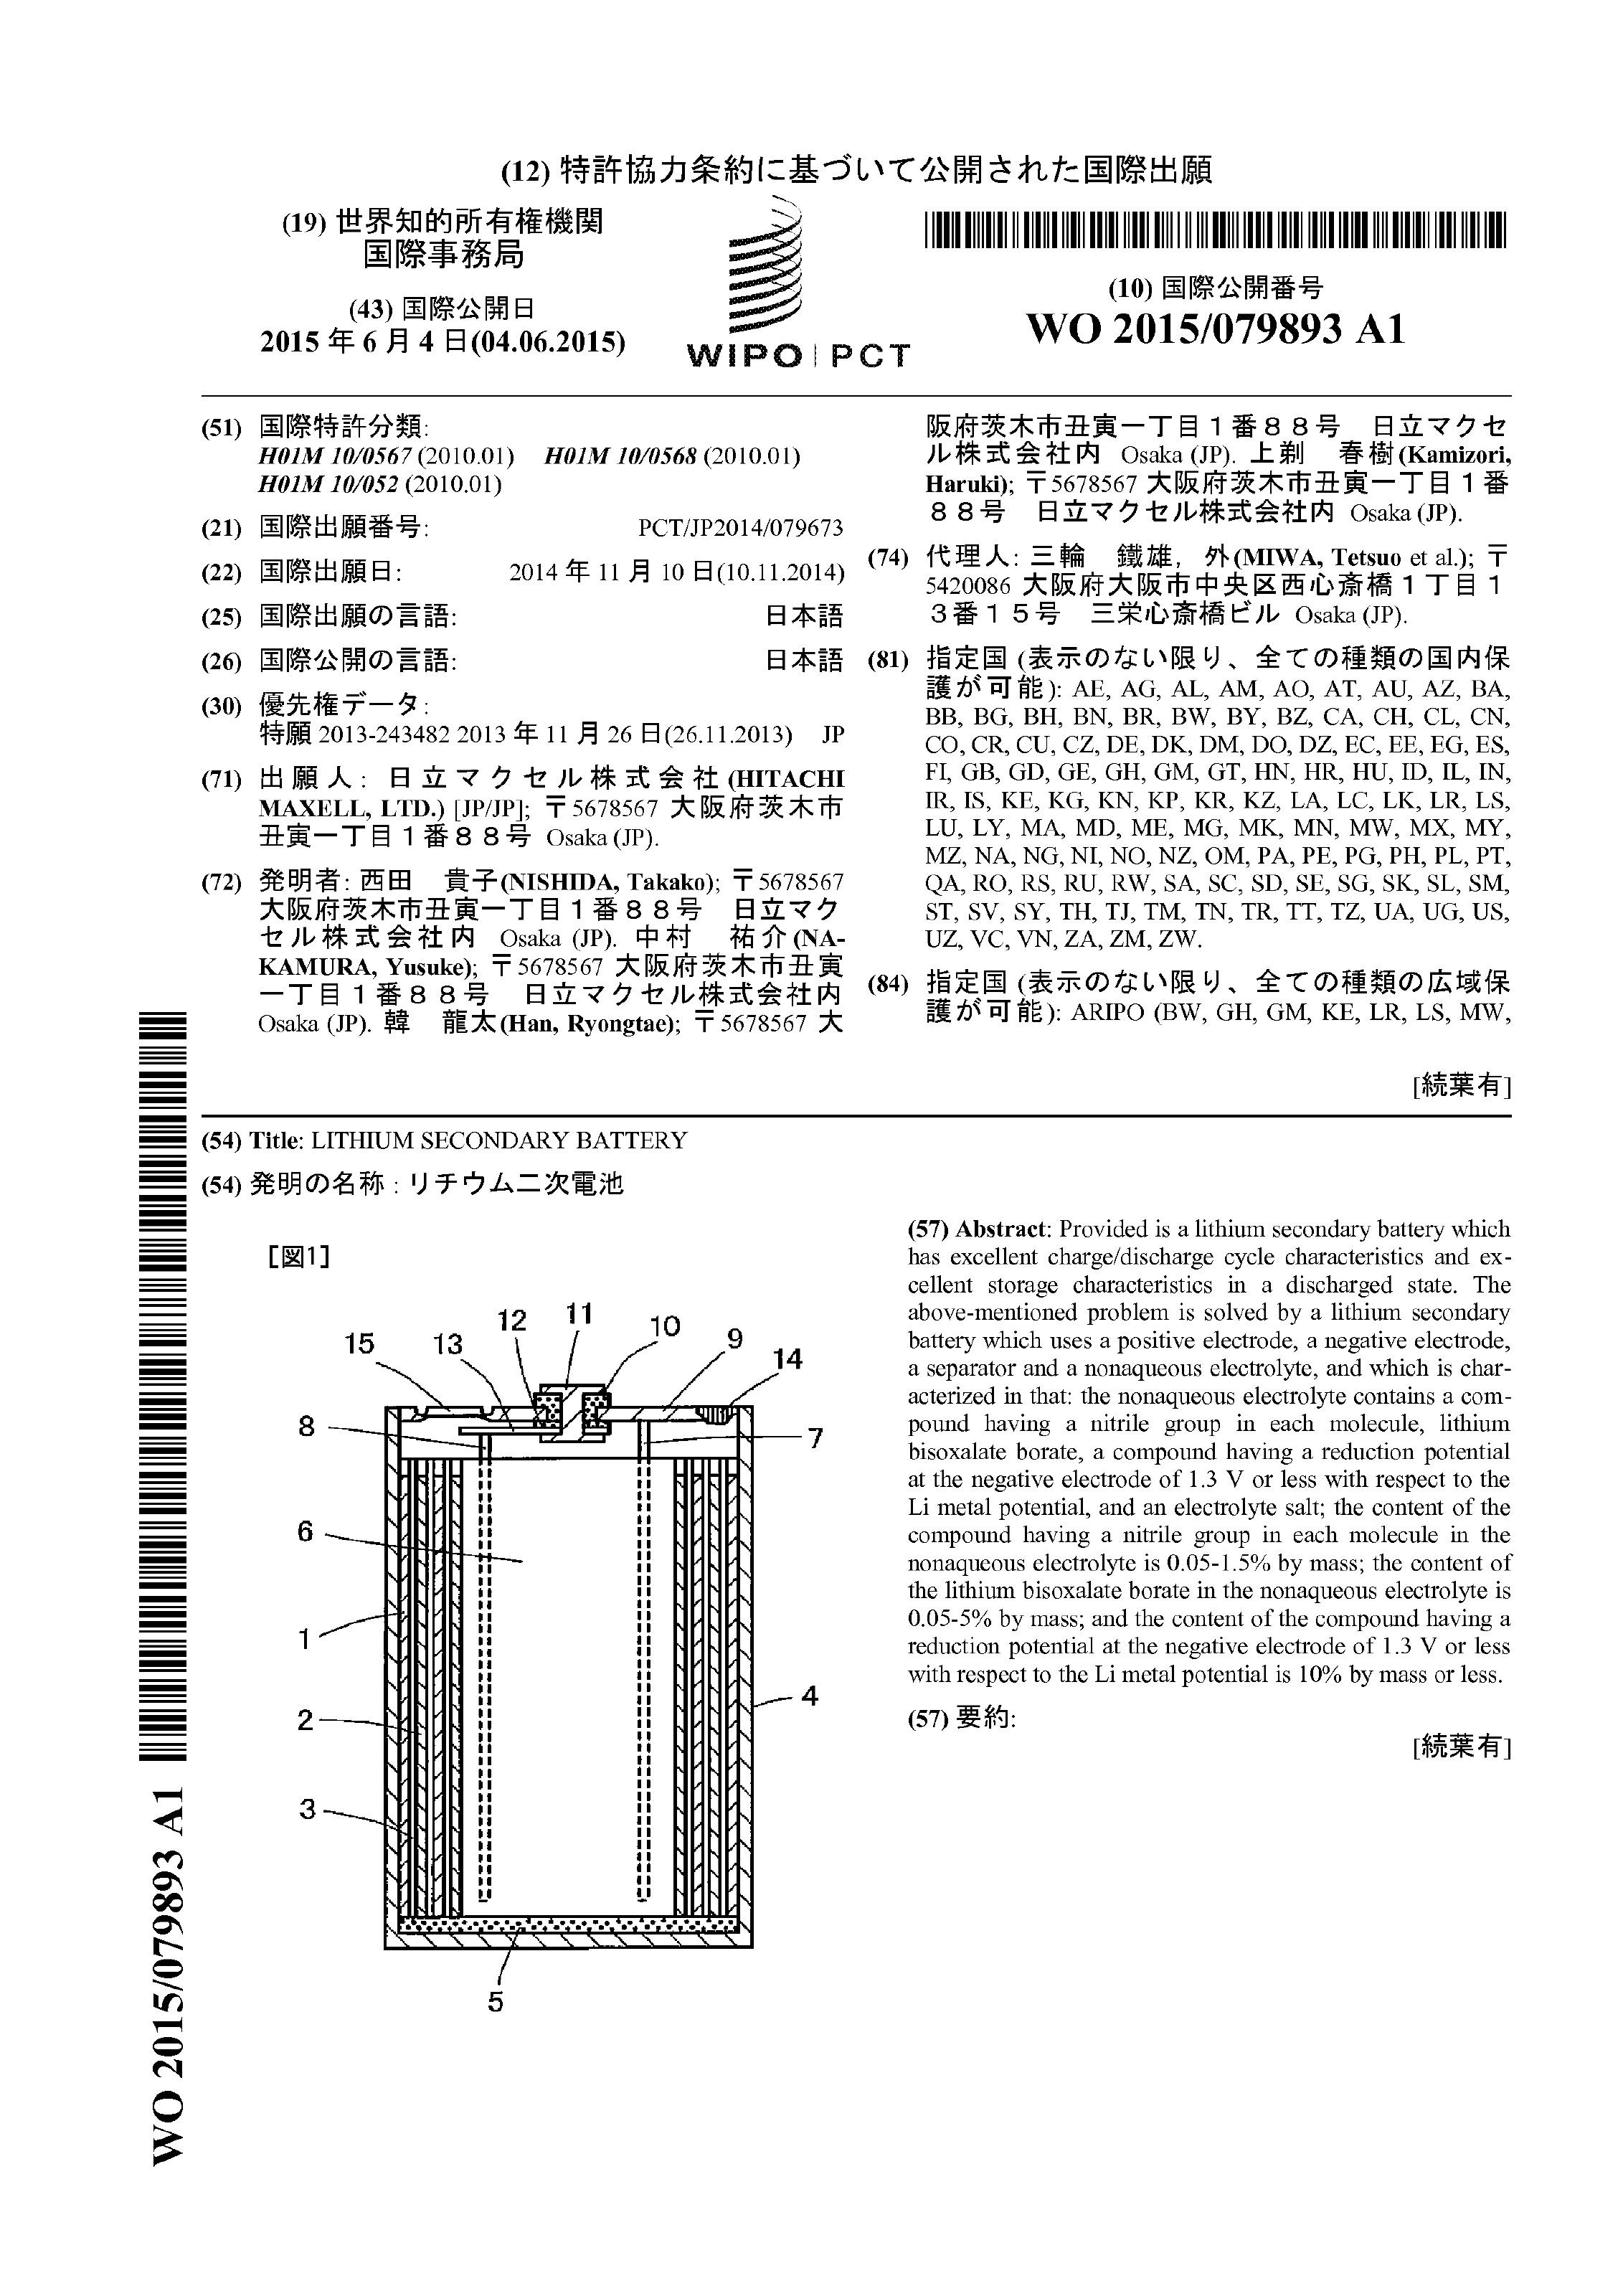 (12) 特許協力条約に基づいて公開された国際出願
(19) 世界知的所有権機関
国際事務局
(43) 国際公開日
2015 年 6 月 4 日(04.06.2015)
WIPO | PCT
(10) 国際公開番号
WO 2015/079893 A1
(51) 国際特許分類:
H01M 10/0567 (2010.01) H01M 10/0568 (2010.01)
H01M 10/052 (2010.01)
(21) 国際出願番号: PCT/JP2014/079673
(22) 国際出願日: 2014 年 11 月 10 日(10.11.2014)
(25) 国際出願の言語: 日本語
(26) 国際公開の言語: 日本語
(30) 優先権データ:
特願 2013-243482 2013 年 11 月 26 日(26.11.2013) JP
(71) 出願人: 日立マクセル株式会社(HITACHI
MAXELL, LTD.) [JP/JP]; 〒5678567 大阪府茨木市
丑寅一丁目1番88号 Osaka (JP).
(72) 発明者: 西田 貴子(NISHIDA, Takako); 〒5678567
大阪府茨木市丑寅一丁目1番88号 日立マク
セル株式会社内 Osaka (JP). 中村 祐介(NA-
KAMURA, Yusuke); 〒5678567 大阪府茨木市丑寅
一丁目1番88号 日立マクセル株式会社内
Osaka (JP). 韓 龍太(Han, Ryongtae); 〒5678567 大
阪府茨木市丑寅一丁目1番88号 日立マクセ
ル株式会社内 Osaka (JP). 上剃 春樹(Kamizori,
Haruki); 〒5678567 大阪府茨木市丑寅一丁目1番
88号 日立マクセル株式会社内 Osaka (JP).
(74) 代理人: 三輪 鐵雄, 外(MIWA, Tetsuo et al.); 〒
5420086 大阪府大阪市中央区西心斎橋1丁目1
3番15号 三栄心斎橋ビル Osaka (JP).
(81) 指定国 (表示のない限り、全ての種類の国内保
護が可能): AE, AG, AL, AM, AO, AT, AU, AZ, BA,
BB, BG, BH, BN, BR, BW, BY, BZ, CA, CH, CL, CN,
CO, CR, CU, CZ, DE, DK, DM, DO, DZ, EC, EE, EG, ES,
FI, GB, GD, GE, GH, GM, GT, HN, HR, HU, ID, IL, IN,
IR, IS, KE, KG, KN, KP, KR, KZ, LA, LC, LK, LR, LS,
LU, LY, MA, MD, ME, MG, MK, MN, MW, MX, MY,
MZ, NA, NG, NI, NO, NZ, OM, PA, PE, PG, PH, PL, PT,
QA, RO, RS, RU, RW, SA, SC, SD, SE, SG, SK, SL, SM,
ST, SV, SY, TH, TJ, TM, TN, TR, TT, TZ, UA, UG, US,
UZ, VC, VN, ZA, ZM, ZW.
(84) 指定国 (表示のない限り、全ての種類の広域保
護が可能): ARIPO (BW, GH, GM, KE, LR, LS, MW,
[続葉有]
(54) Title: LITHIUM SECONDARY BATTERY
(54) 発明の名称 : リチウム二次電池
[図1]
15
13
12
11
10
9
14
8
7
6
1
2
3
4
5
(57) Abstract: Provided is a lithium secondary battery which
has excellent charge/discharge cycle characteristics and ex-
cellent storage characteristics in a discharged state. The
above-mentioned problem is solved by a lithium secondary
battery which uses a positive electrode, a negative electrode,
a separator and a nonaqueous electrolyte, and which is char-
acterized in that: the nonaqueous electrolyte contains a com-
pound having a nitrile group in each molecule, lithium
bisoxalate borate, a compound having a reduction potential
at the negative electrode of 1.3 V or less with respect to the
Li metal potential, and an electrolyte salt; the content of the
compound having a nitrile group in each molecule in the
nonaqueous electrolyte is 0.05-1.5% by mass; the content of
the lithium bisoxalate borate in the nonaqueous electrolyte is
0.05-5% by mass; and the content of the compound having a
reduction potential at the negative electrode of 1.3 V or less
with respect to the Li metal potential is 10% by mass or less.
(57) 要約:
[続葉有]
WO 2015/079893 A1